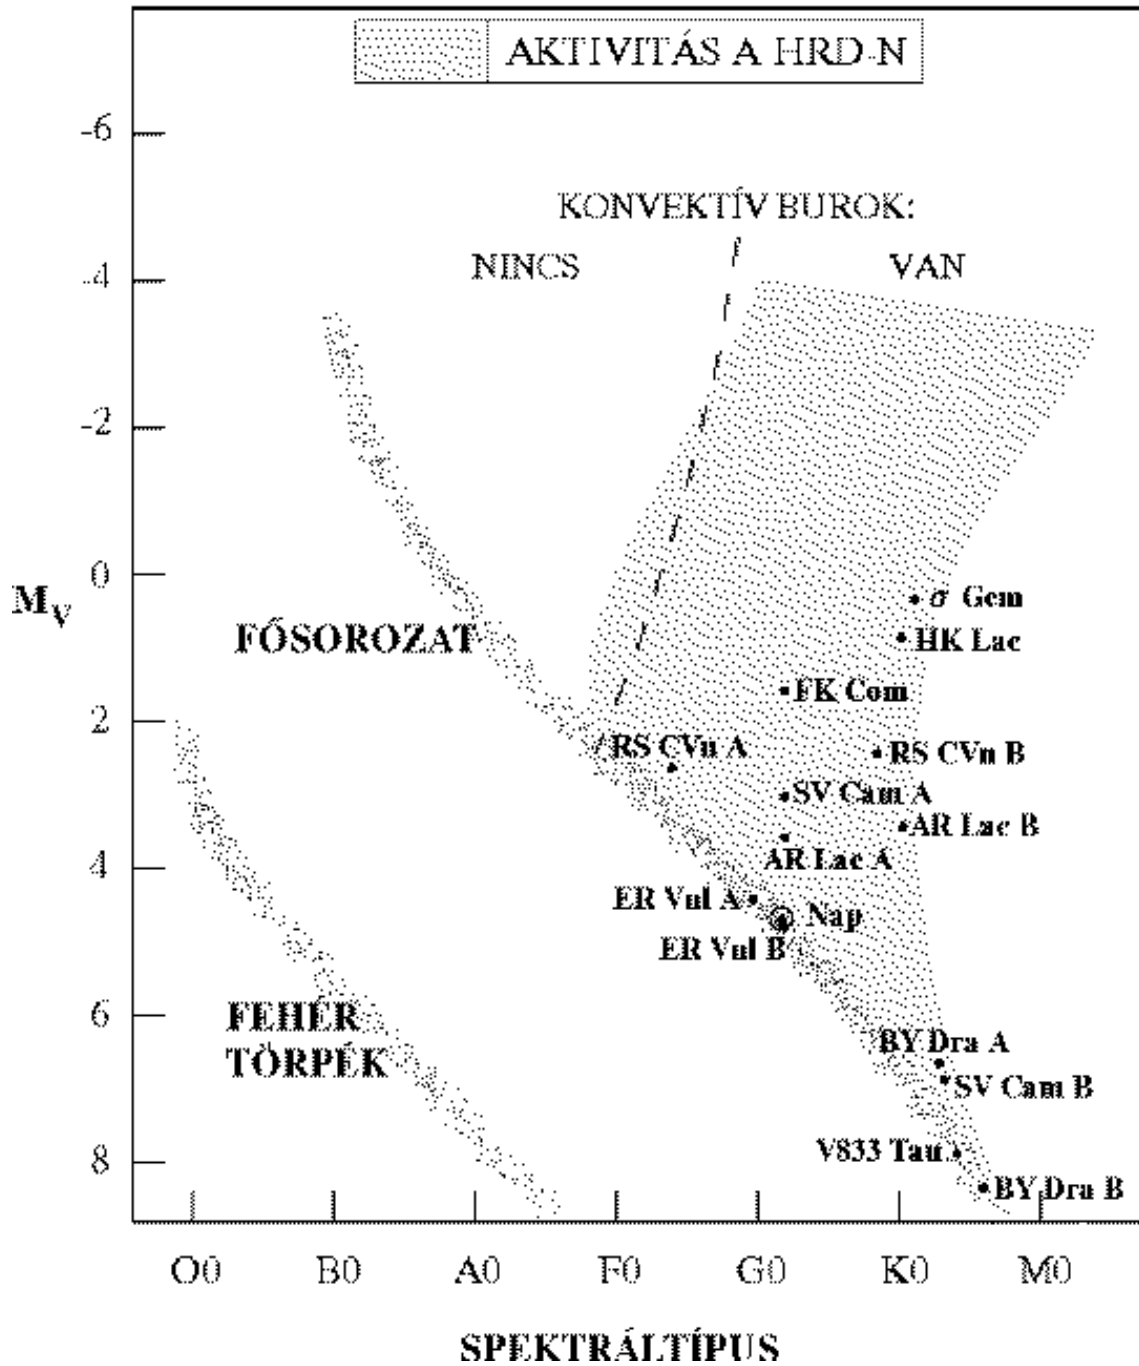 AKTIVITÁS A HRD-N
-6
KONVEKTÍV BUROK:
NINCS VAN
-4
-2
0
M_V
σ Gem
FŐSOROZAT
HK Lac
FK Com
2
RS CVn A
RS CVn B
SV Cam A
AR Lac B
AR Lac A
4
ER Vul A
Nap
ER Vul B
6
FEHÉR
TÖRPÉK
BY Dra A
SV Cam B
V833 Tau
8
BY Dra B
O0 B0 A0 F0 G0 K0 M0
SPEKTRÁLTÍPUS